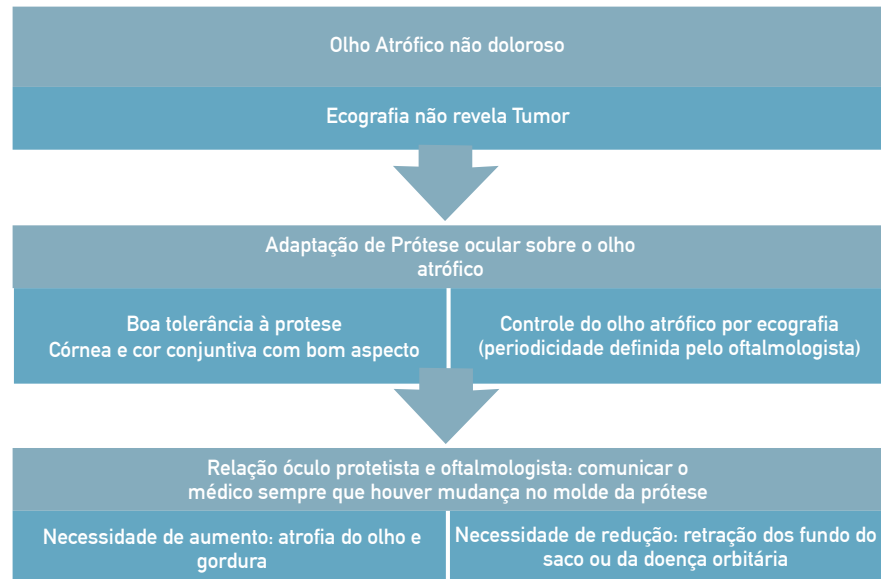 Olho Atrófico não doloroso
Ecografia não revela Tumor
Adaptação de Prótese ocular sobre o olho
atrófico
Boa tolerância à protese
Córnea e cor conjuntiva com bom aspecto
Controle do olho atrófico por ecografia
(periodicidade definida pelo oftalmologista)
Relação óculo protetista e oftalmologista: comunicar o
médico sempre que houver mudança no molde da prótese
Necessidade de aumento: atrofia do olho e
gordura
Necessidade de redução: retração dos fundo do
saco ou da doença orbitária